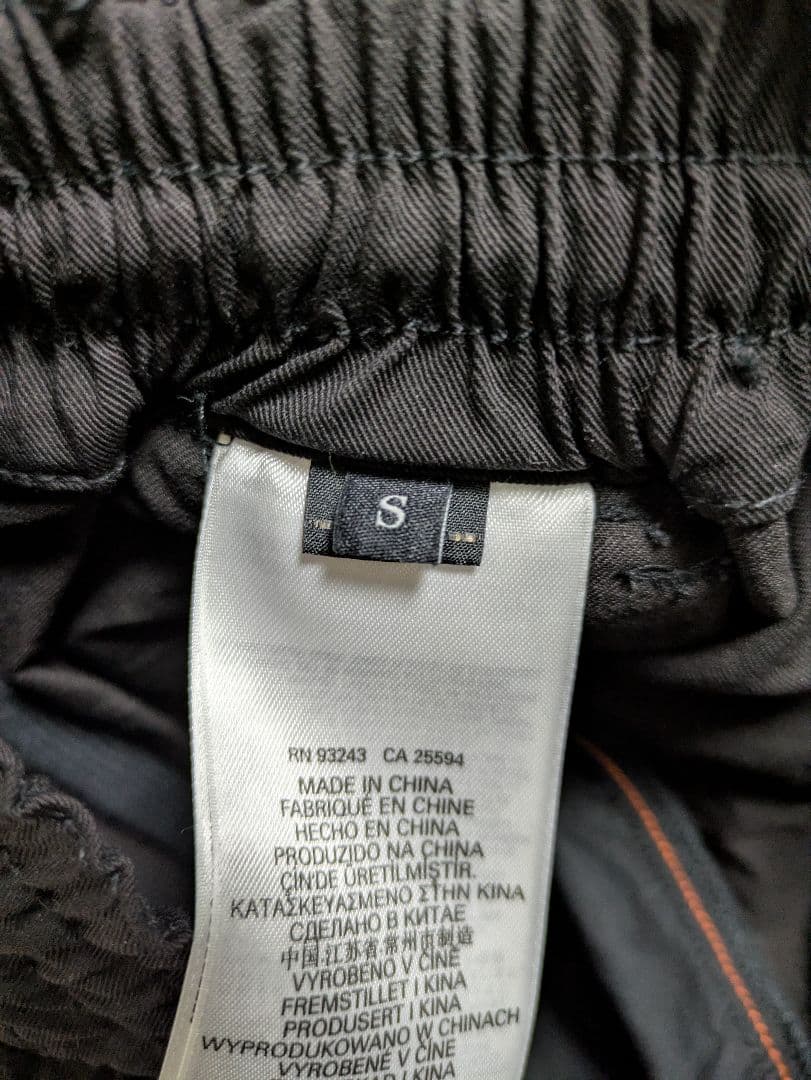 S
RN 93243 CA 25594
MADE IN CHINA
FABRIQUÉ EN CHINE
HECHO EN CHINA
PRODUZIDO NA CHINA
ÇİN'DE ÜRETİLMİŞTİR.
ΚΑΤΑΣΚΕΥΑΣΜΕΝΟ ΣΤΗΝ ΚΙΝΑ
СДЕЛАНО В КИТАЕ
中国.江苏省.常州市制造
VYROBENO V ČÍNĚ
FREMSTILLET I KINA
PRODUSERT I KINA
WYPRODUKOWANO W CHINACH
VYROBENÉ V ČÍNE
I KINA